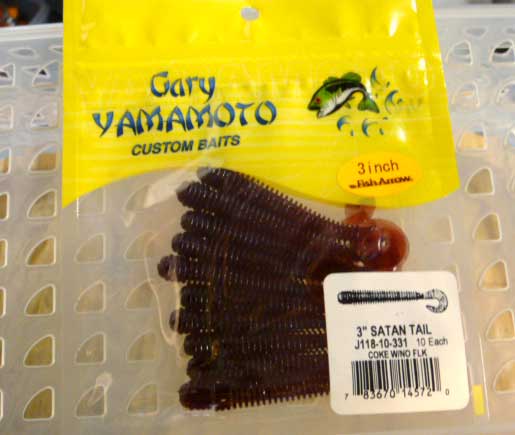 Gary
YAMAMOTO
CUSTOM BAITS
3inch
by FishArrow
3" SATAN TAIL
J118-10-331 10 Each
COKE W/NO FLK
7 83670 14572 0